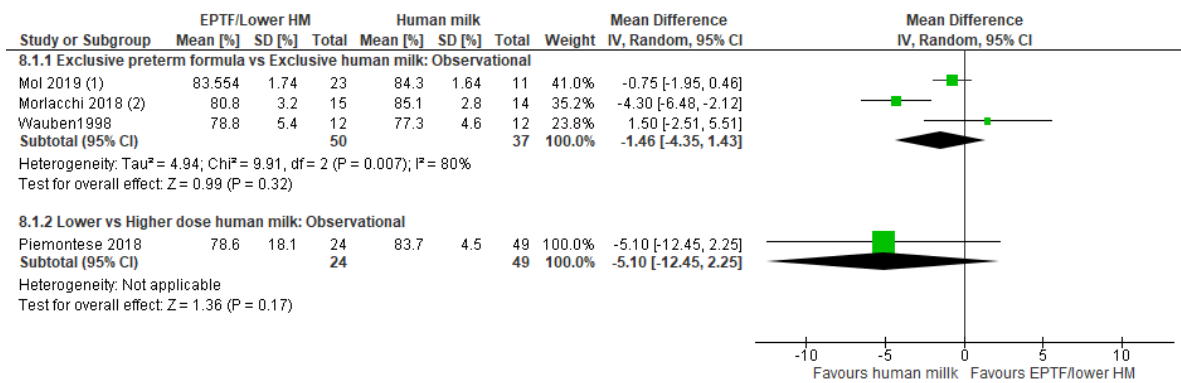 EPTF/Lower HM Human milk Mean Difference Mean Difference
Study or Subgroup Mean [%] SD [%] Total Mean [%] SD [%] Total Weight IV, Random, 95% CI IV, Random, 95% CI
8.1.1 Exclusive preterm formula vs Exclusive human milk: Observational
Mol 2019 (1) 83.554 1.74 23 84.3 1.64 11 41.0% -0.75 [-1.95, 0.46]
Morlacchi 2018 (2) 80.8 3.2 15 85.1 2.8 14 35.2% -4.30 [-6.48, -2.12]
Wauben1998 78.8 5.4 12 77.3 4.6 12 23.8% 1.50 [-2.51, 5.51]
Subtotal (95% CI) 50 37 100.0% -1.46 [-4.35, 1.43]
Heterogeneity: Tau² = 4.94; Chi² = 9.91, df = 2 (P = 0.007); I² = 80%
Test for overall effect: Z = 0.99 (P = 0.32)
8.1.2 Lower vs Higher dose human milk: Observational
Piemontese 2018 78.6 18.1 24 83.7 4.5 49 100.0% -5.10 [-12.45, 2.25]
Subtotal (95% CI) 24 49 100.0% -5.10 [-12.45, 2.25]
Heterogeneity: Not applicable
Test for overall effect: Z = 1.36 (P = 0.17)
-10 -5 0 5 10
Favours human millk Favours EPTF/lower HM